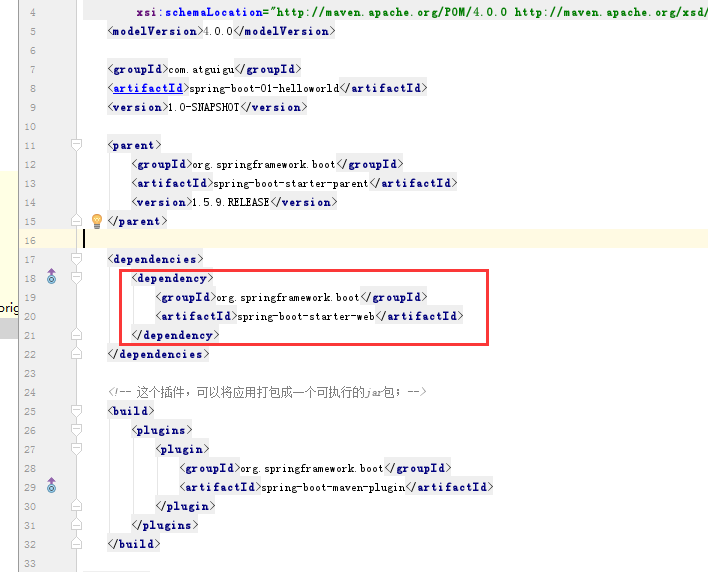 4 xsi:schemaLocation="http://maven.apache.org/POM/4.0.0 http://maven.apache.org/xsd/
5 <modelVersion>4.0.0</modelVersion>
6
7 <groupId>com.atguigu</groupId>
8 <artifactId>spring-boot-01-helloworld</artifactId>
9 <version>1.0-SNAPSHOT</version>
10
11 <parent>
12 <groupId>org.springframework.boot</groupId>
13 <artifactId>spring-boot-starter-parent</artifactId>
14 <version>1.5.9.RELEASE</version>
15 </parent>
16
17 <dependencies>
18 <dependency>
19 <groupId>org.springframework.boot</groupId>
20 <artifactId>spring-boot-starter-web</artifactId>
21 </dependency>
22 </dependencies>
23
24 <!-- 这个插件，可以将应用打包成一个可执行的jar包；-->
25 <build>
26 <plugins>
27 <plugin>
28 <groupId>org.springframework.boot</groupId>
29 <artifactId>spring-boot-maven-plugin</artifactId>
30 </plugin>
31 </plugins>
32 </build>
33
orig